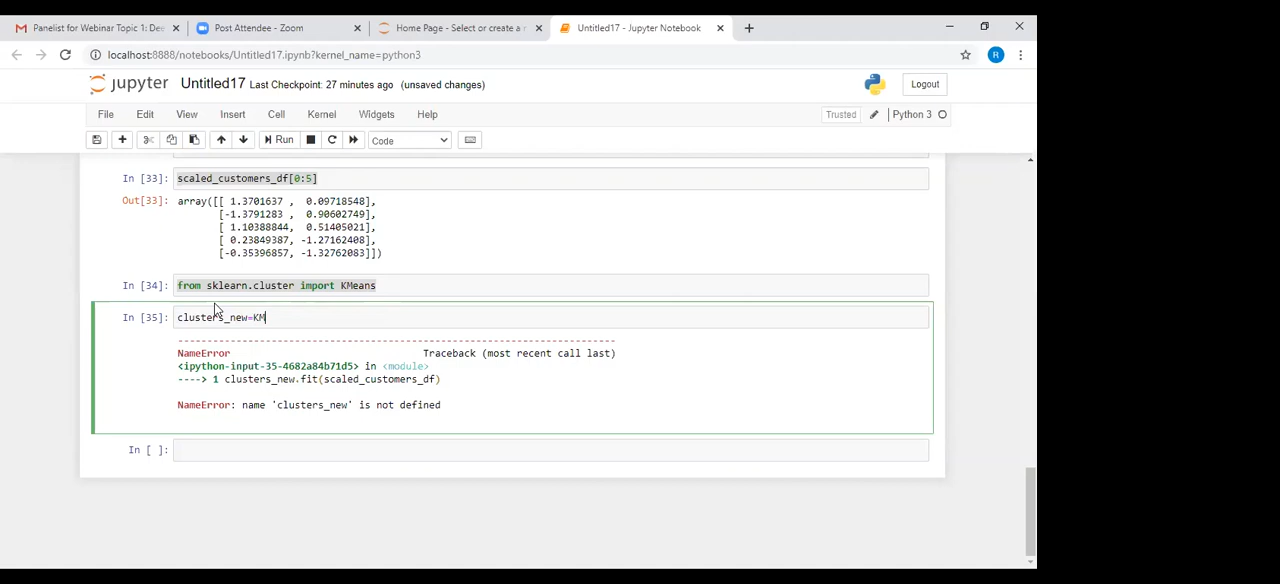 Panelist for Webinar Topic 1: Dee
Post Attendee - Zoom
Home Page - Select or create a n
Untitled17 - Jupyter Notebook
localhost:8888/notebooks/Untitled17.ipynb?kernel_name=python3
R
jupyter Untitled17 Last Checkpoint: 27 minutes ago (unsaved changes)
Logout
File Edit View Insert Cell Kernel Widgets Help
Trusted Python 3
Run Code
In [33]: scaled_customers_df[0:5]
Out[33]: array([[ 1.3701637 , 0.09718548],
[-1.3791283 , 0.90602749],
[ 1.10388844, 0.51405021],
[ 0.23849387, -1.27162408],
[-0.35396857, -1.32762083]])
In [34]: from sklearn.cluster import KMeans
In [35]: clusters_new=KM
---------------------------------------------------------------------------
NameError Traceback (most recent call last)
<ipython-input-35-4682a84b71d5> in <module>
----> 1 clusters_new.fit(scaled_customers_df)
NameError: name 'clusters_new' is not defined
In [ ]: